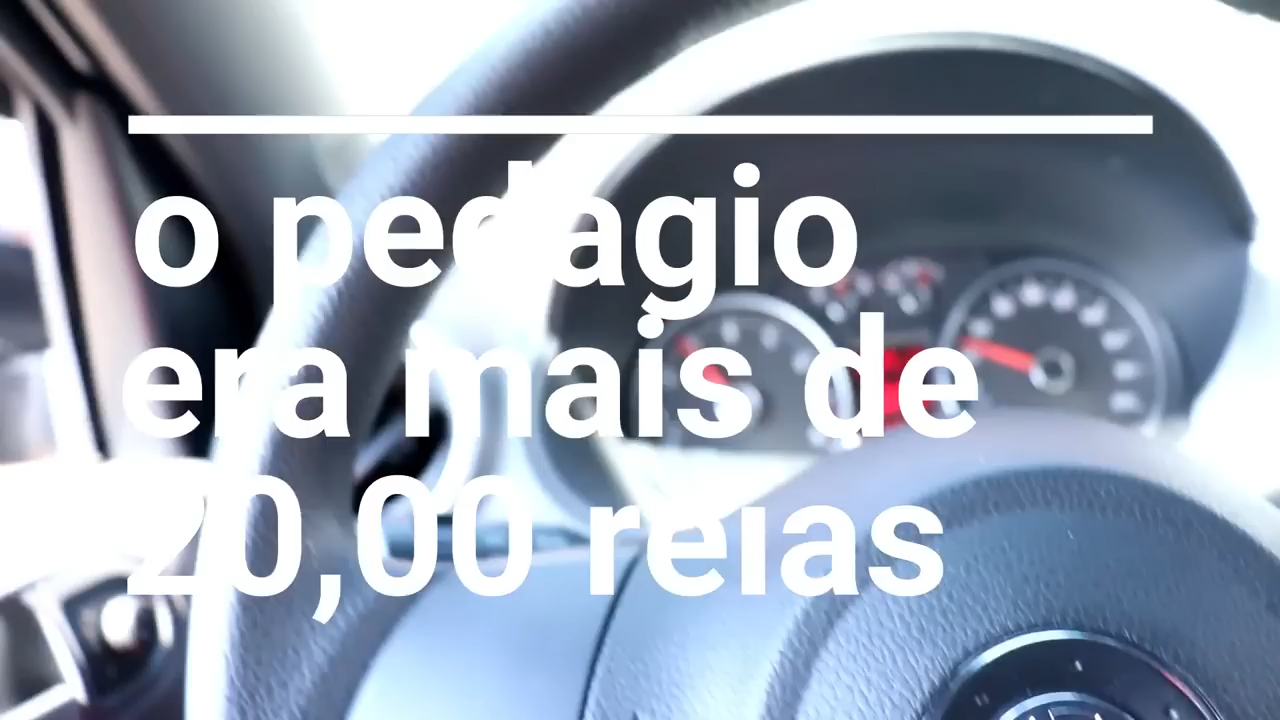 o pedagio
era mais de
20,00 reias